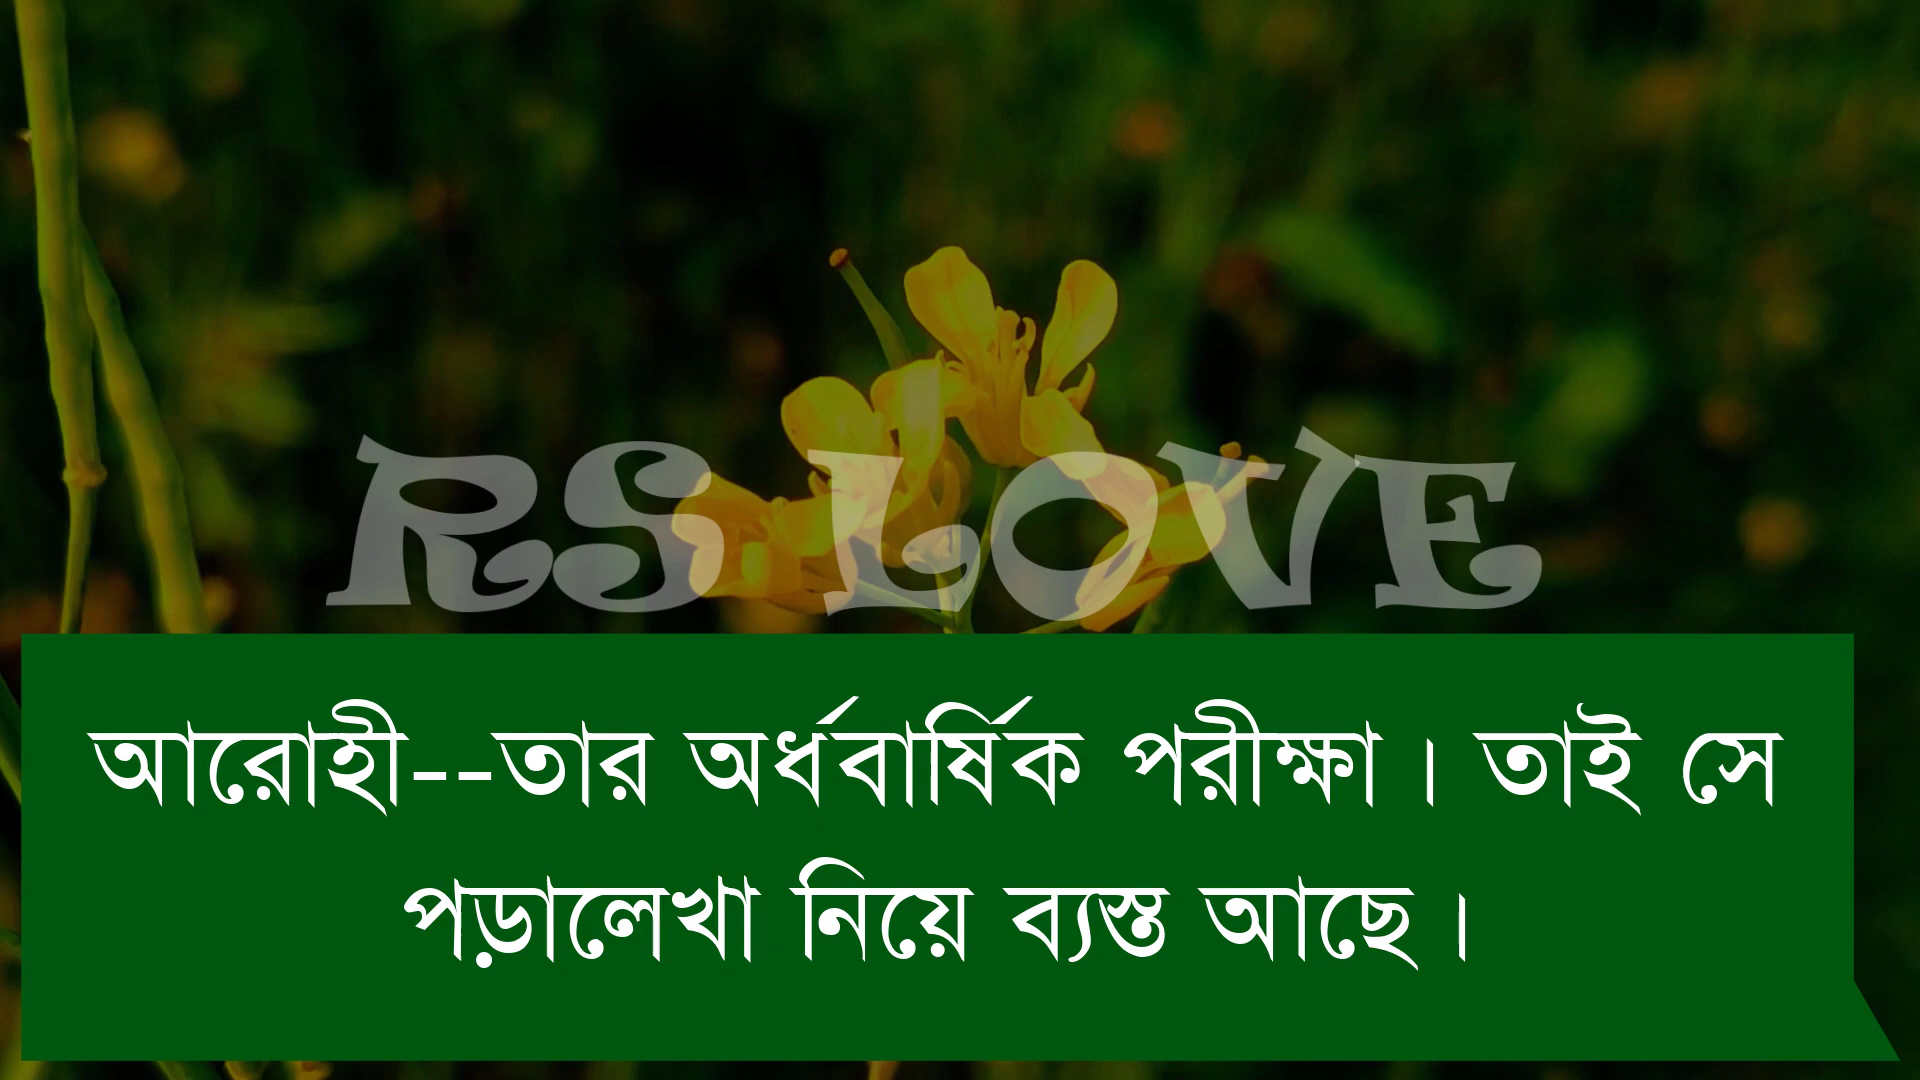 RS LOVE
আরোহী--তার অর্ধবার্ষিক পরীক্ষা। তাই সে
পড়ালেখা নিয়ে ব্যস্ত আছে।